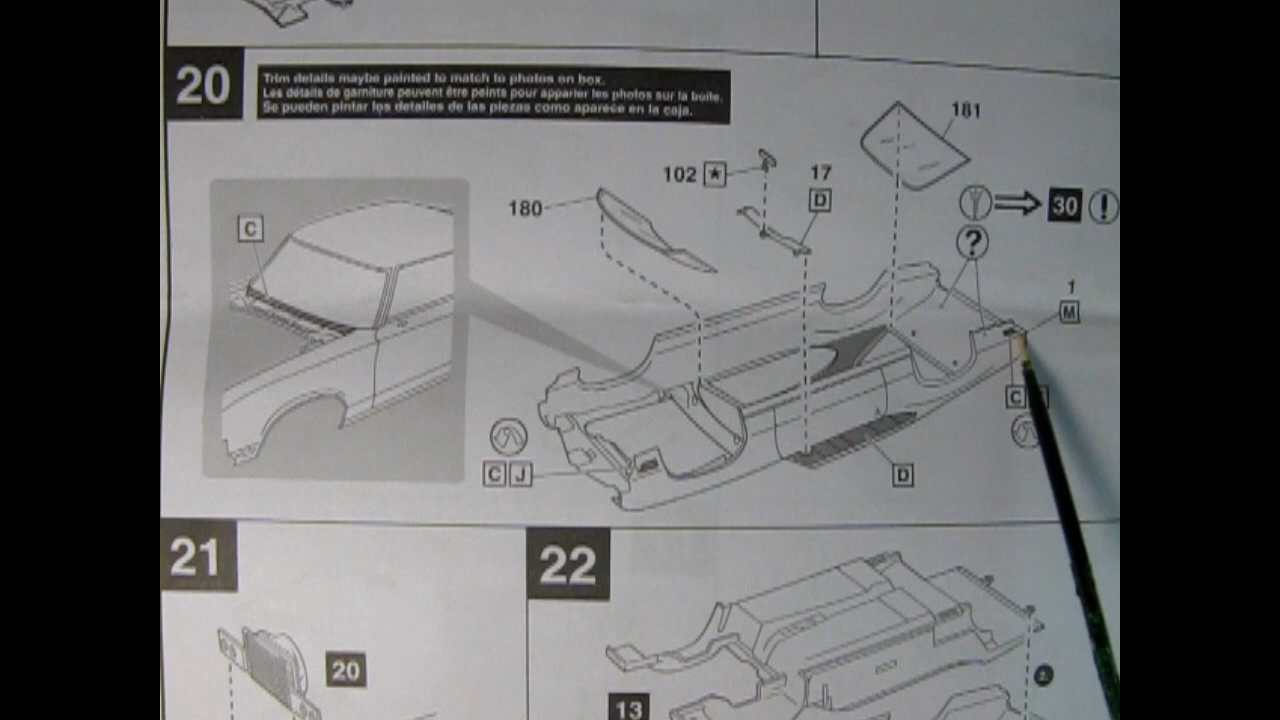 20
Trim details maybe painted to match to photos on box.
Les détails de garniture peuvent être peints pour apparier les photos sur la boîte.
Se pueden pintar los detalles de las piezas como aparece en la caja.
181
102 ★
17
D
180
30 !
C
?
1
M
C
C J
D
21
22
20
13
2